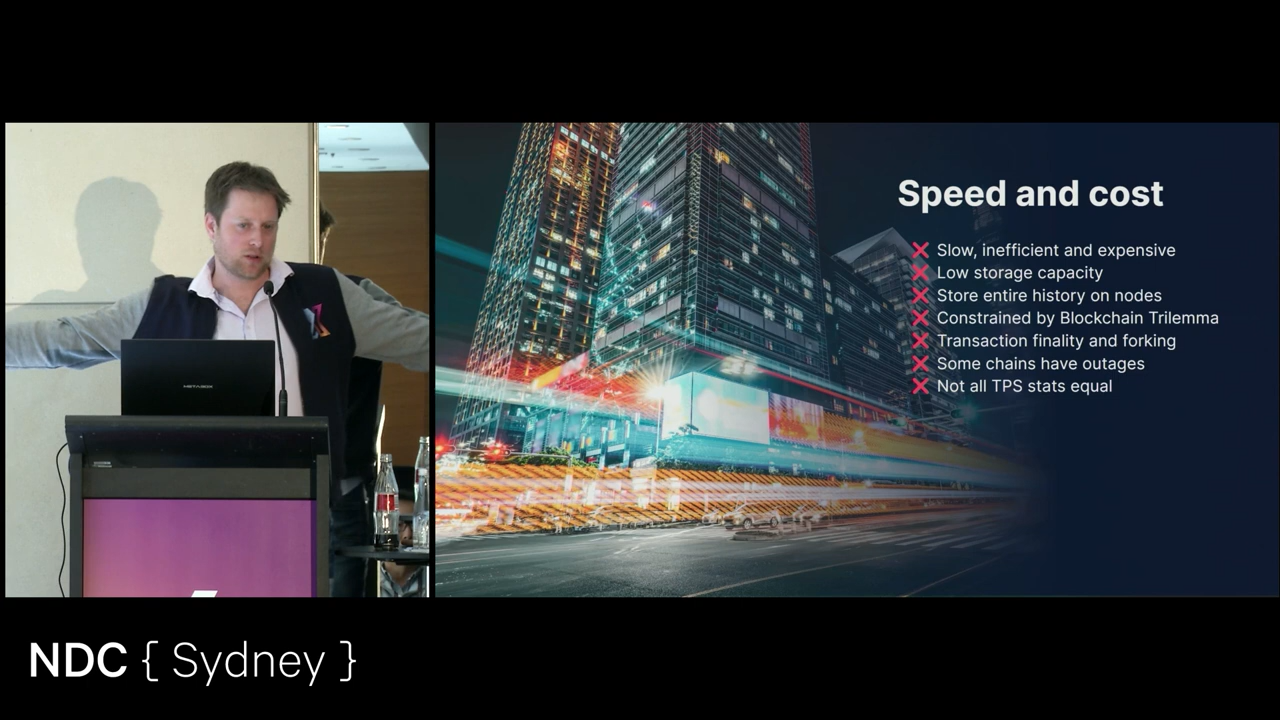 METABOX
Speed and cost
❌ Slow, inefficient and expensive
❌ Low storage capacity
❌ Store entire history on nodes
❌ Constrained by Blockchain Trilemma
❌ Transaction finality and forking
❌ Some chains have outages
❌ Not all TPS stats equal
NDC { Sydney }